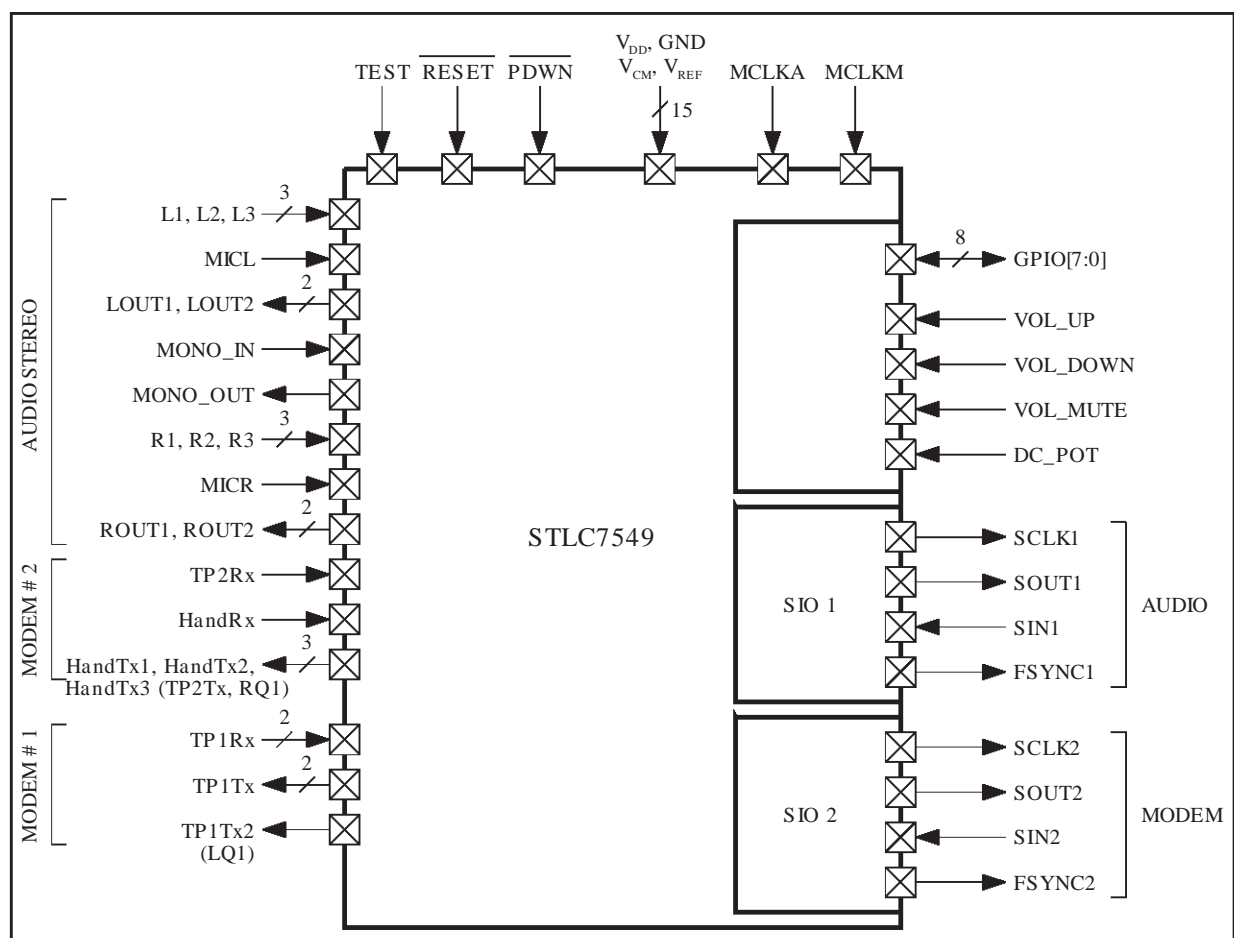 TEST
RESET
PDWN
VDD, GND
VCM, VREF
15
MCLKA
MCLKM
AUDIO STEREO
3
L1, L2, L3
MICL
2
LOUT1, LOUT2
MONO_IN
MONO_OUT
3
R1, R2, R3
MICR
2
ROUT1, ROUT2
MODEM # 2
TP2Rx
HandRx
3
HandTx1, HandTx2,
HandTx3 (TP2Tx, RQ1)
MODEM # 1
2
TP1Rx
2
TP1Tx
TP1Tx2
(LQ1)
STLC7549
8
GPIO[7:0]
VOL_UP
VOL_DOWN
VOL_MUTE
DC_POT
SIO 1
SCLK1
SOUT1
SIN1
FSYNC1
AUDIO
SIO 2
SCLK2
SOUT2
SIN2
FSYNC2
MODEM